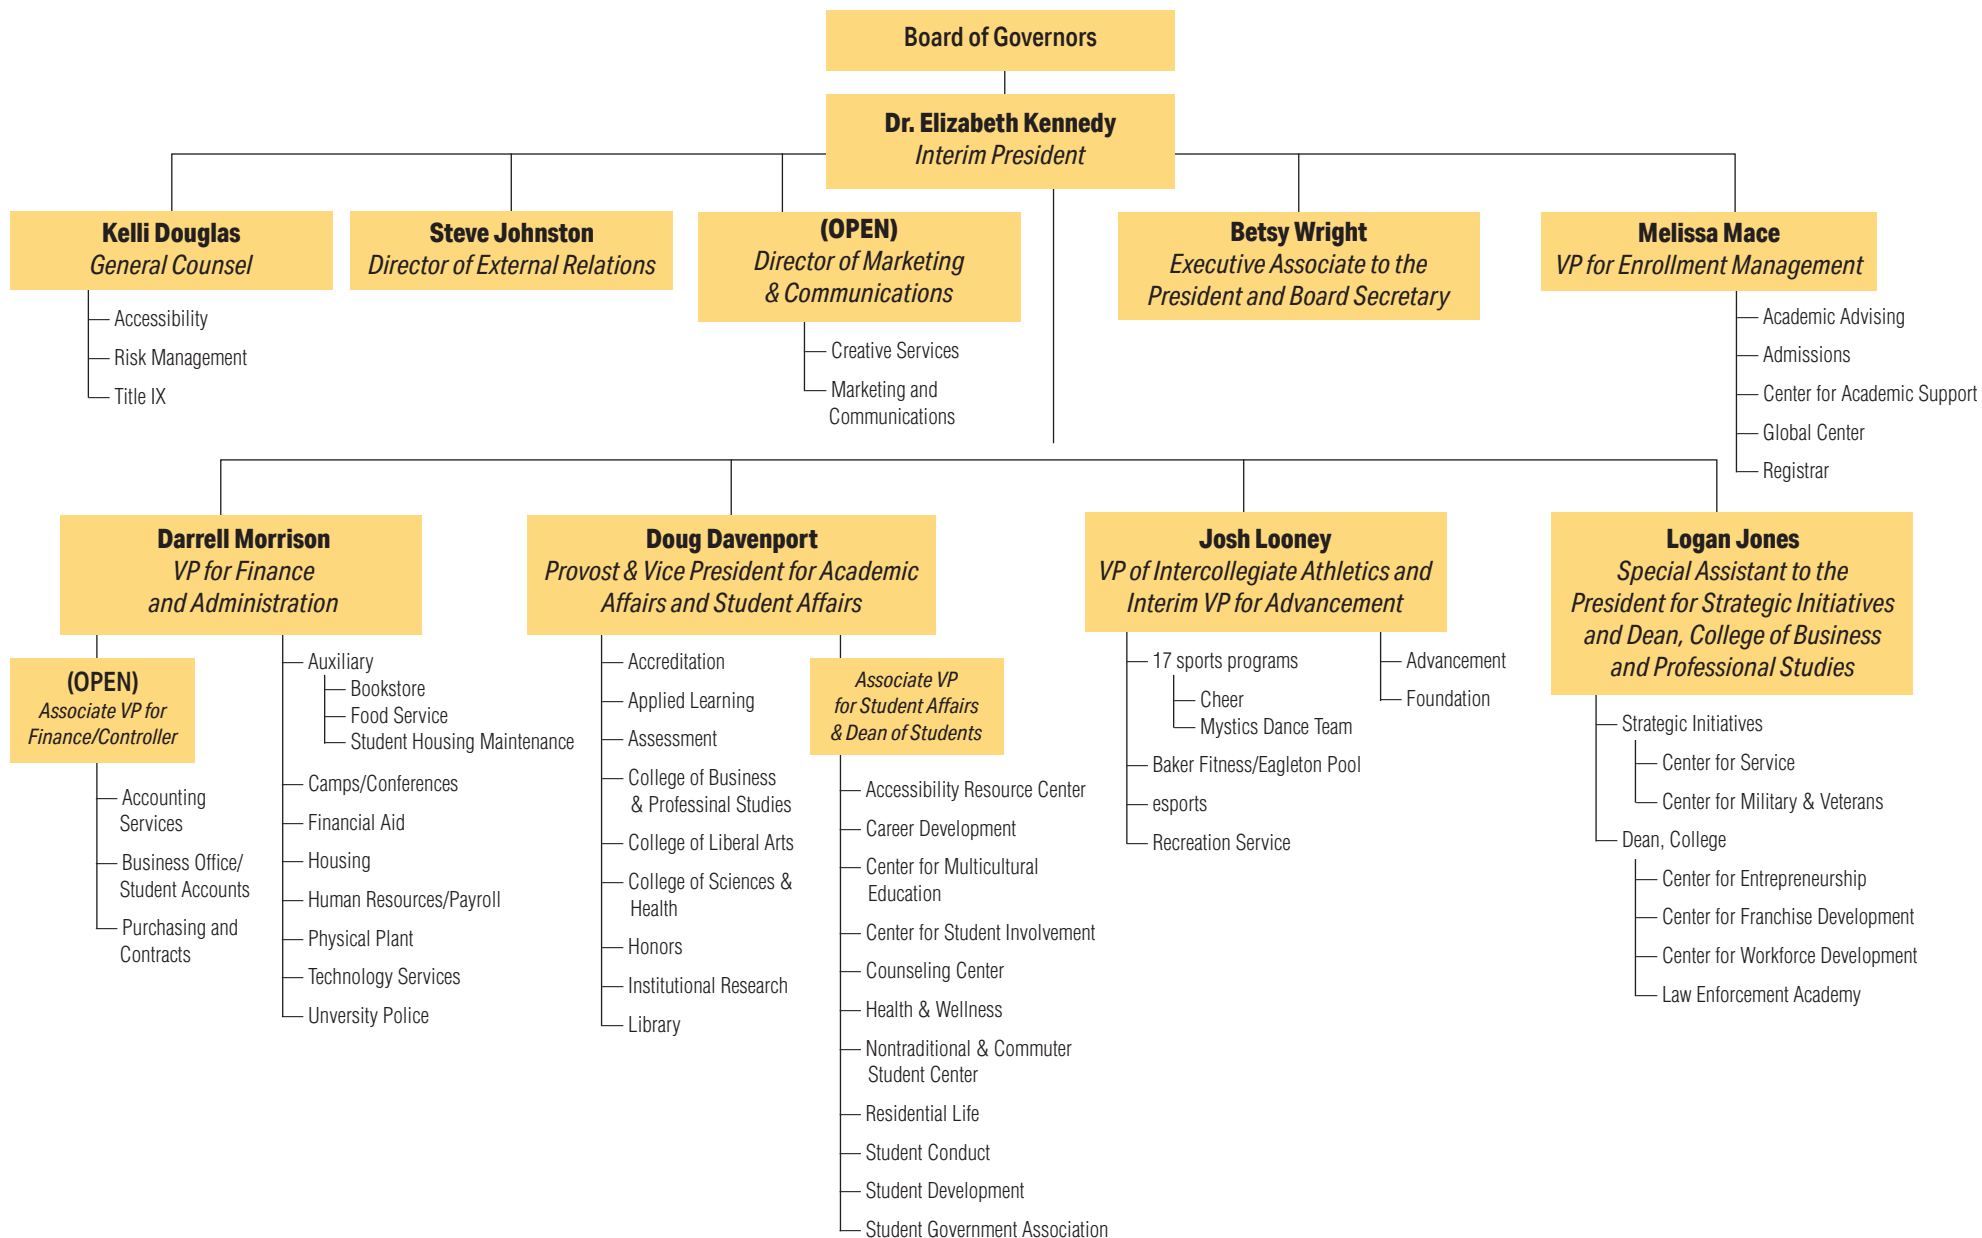 Board of Governors
Dr. Elizabeth Kennedy
Interim President
Kelli Douglas
General Counsel
Accessibility
Risk Management
Title IX
Steve Johnston
Director of External Relations
(OPEN)
Director of Marketing
& Communications
Creative Services
Marketing and
Communications
Betsy Wright
Executive Associate to the
President and Board Secretary
Melissa Mace
VP for Enrollment Management
Academic Advising
Admissions
Center for Academic Support
Global Center
Registrar
Darrell Morrison
VP for Finance
and Administration
(OPEN)
Associate VP for
Finance/Controller
Accounting
Services
Business Office/
Student Accounts
Purchasing and
Contracts
Auxiliary
Bookstore
Food Service
Student Housing Maintenance
Camps/Conferences
Financial Aid
Housing
Human Resources/Payroll
Physical Plant
Technology Services
Unversity Police
Doug Davenport
Provost & Vice President for Academic
Affairs and Student Affairs
Accreditation
Applied Learning
Assessment
College of Business
& Professinal Studies
College of Liberal Arts
College of Sciences &
Health
Honors
Institutional Research
Library
Associate VP
for Student Affairs
& Dean of Students
Accessibility Resource Center
Career Development
Center for Multicultural
Education
Center for Student Involvement
Counseling Center
Health & Wellness
Nontraditional & Commuter
Student Center
Residential Life
Student Conduct
Student Development
Student Government Association
Josh Looney
VP of Intercollegiate Athletics and
Interim VP for Advancement
17 sports programs
Cheer
Mystics Dance Team
Baker Fitness/Eagleton Pool
esports
Recreation Service
Advancement
Foundation
Logan Jones
Special Assistant to the
President for Strategic Initiatives
and Dean, College of Business
and Professional Studies
Strategic Initiatives
Center for Service
Center for Military & Veterans
Dean, College
Center for Entrepreneurship
Center for Franchise Development
Center for Workforce Development
Law Enforcement Academy